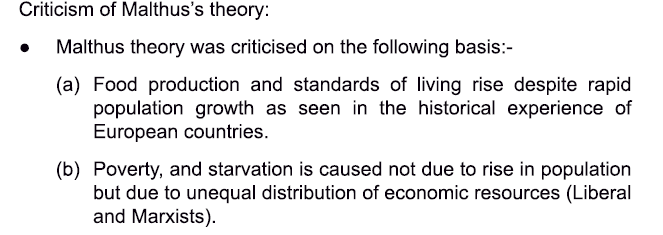 Criticism of Malthus's theory:
● Malthus theory was criticised on the following basis:-
(a) Food production and standards of living rise despite rapid
population growth as seen in the historical experience of
European countries.
(b) Poverty, and starvation is caused not due to rise in population
but due to unequal distribution of economic resources (Liberal
and Marxists).